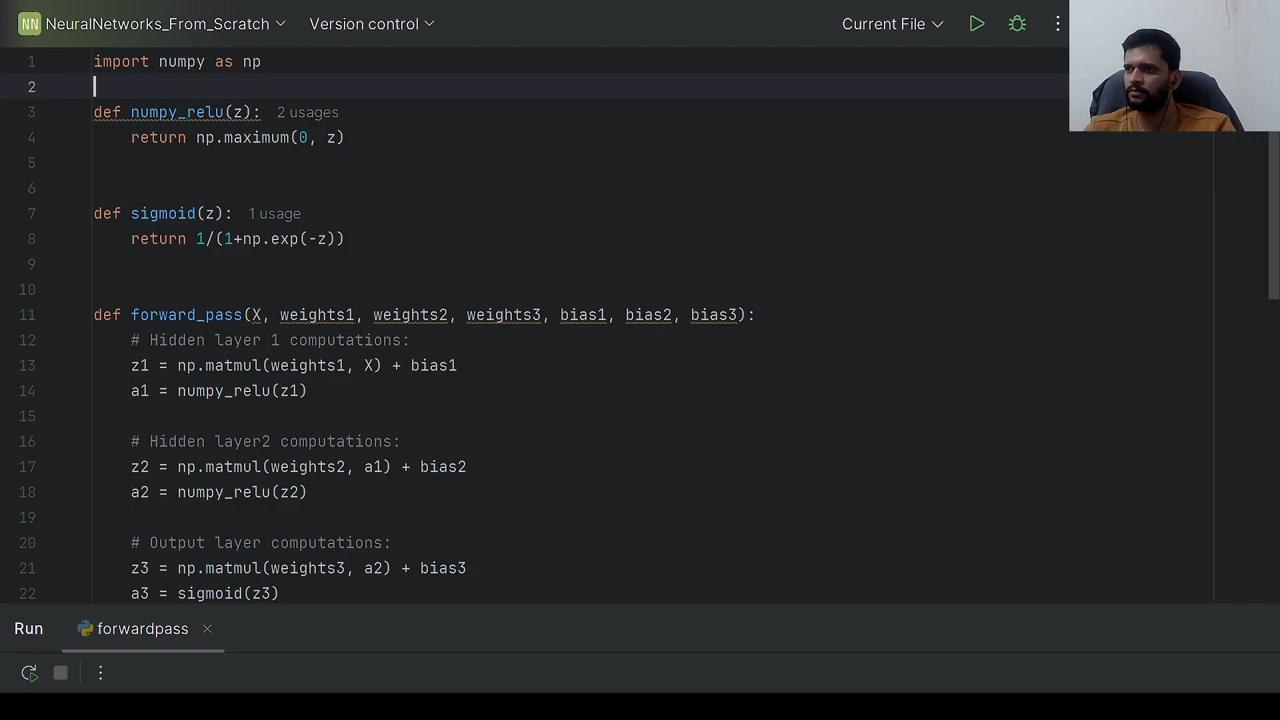 NN NeuralNetworks_From_Scratch Version control Current File
1 import numpy as np
2
3 def numpy_relu(z): 2 usages
4 return np.maximum(0, z)
5
6
7 def sigmoid(z): 1 usage
8 return 1/(1+np.exp(-z))
9
10
11 def forward_pass(X, weights1, weights2, weights3, bias1, bias2, bias3):
12 # Hidden layer 1 computations:
13 z1 = np.matmul(weights1, X) + bias1
14 a1 = numpy_relu(z1)
15
16 # Hidden layer2 computations:
17 z2 = np.matmul(weights2, a1) + bias2
18 a2 = numpy_relu(z2)
19
20 # Output layer computations:
21 z3 = np.matmul(weights3, a2) + bias3
22 a3 = sigmoid(z3)
Run forwardpass